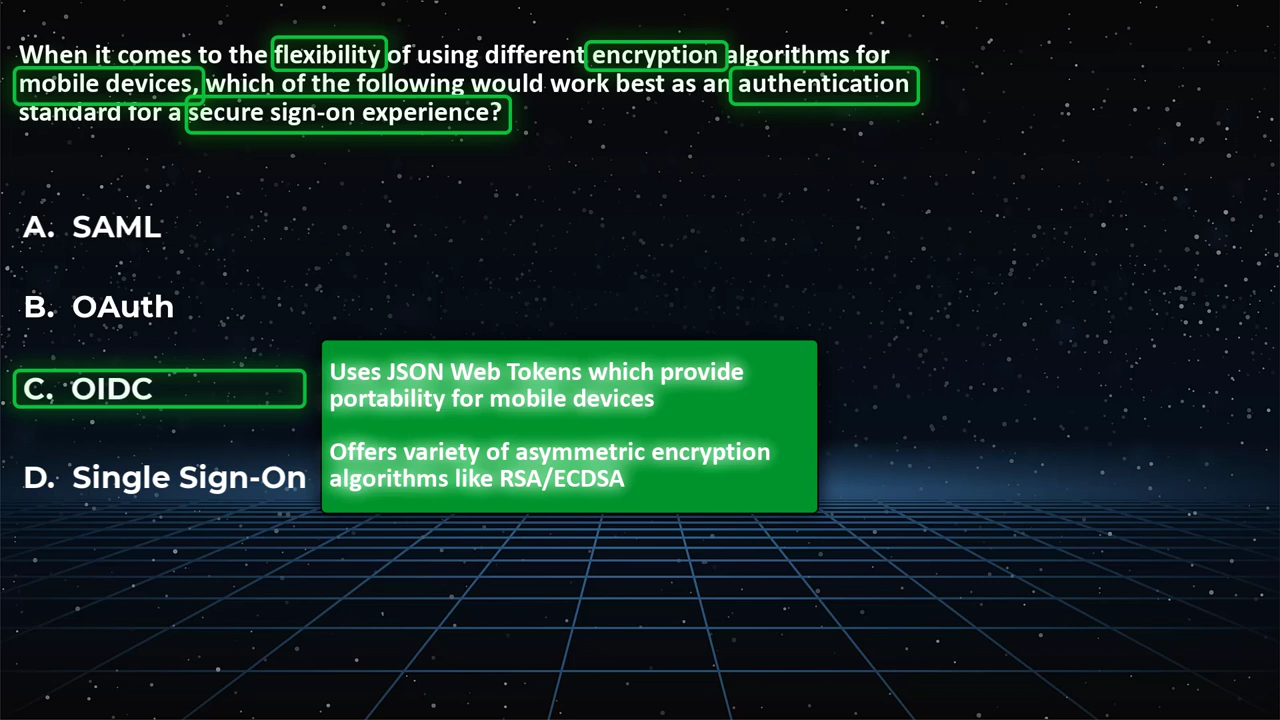 When it comes to the flexibility of using different encryption algorithms for
mobile devices, which of the following would work best as an authentication
standard for a secure sign-on experience?
A. SAML
B. OAuth
C. OIDC
Uses JSON Web Tokens which provide
portability for mobile devices
Offers variety of asymmetric encryption
algorithms like RSA/ECDSA
D. Single Sign-On